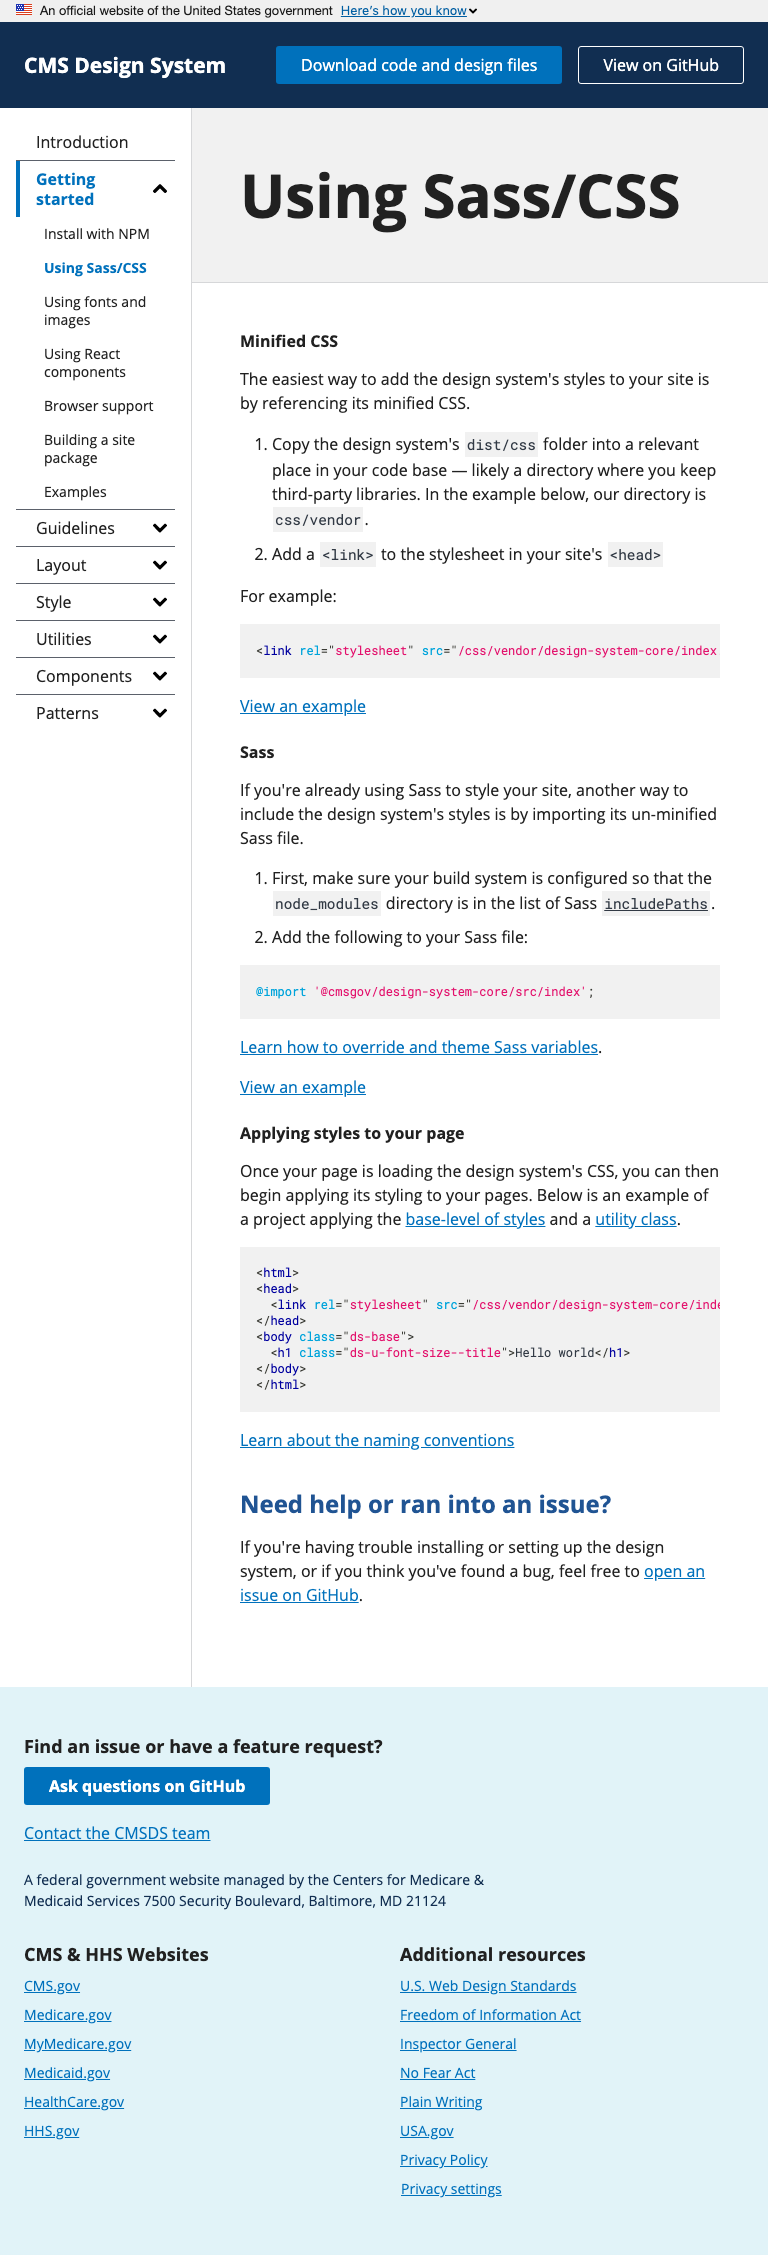 An official website of the United States government Here's how you know
CMS Design System
Download code and design files
View on GitHub
Introduction
Getting
started
Install with NPM
Using Sass/CSS
Using fonts and
images
Using React
components
Browser support
Building a site
package
Examples
Guidelines
Layout
Style
Utilities
Components
Patterns
Using Sass/CSS
Minified CSS
The easiest way to add the design system's styles to your site is
by referencing its minified CSS.
1. Copy the design system's dist/css folder into a relevant
place in your code base — likely a directory where you keep
third-party libraries. In the example below, our directory is
css/vendor.
2. Add a <link> to the stylesheet in your site's <head>
For example:
<link rel="stylesheet" src="/css/vendor/design-system-core/index
View an example
Sass
If you're already using Sass to style your site, another way to
include the design system's styles is by importing its un-minified
Sass file.
1. First, make sure your build system is configured so that the
node_modules directory is in the list of Sass includePaths.
2. Add the following to your Sass file:
@import '@cmsgov/design-system-core/src/index';
Learn how to override and theme Sass variables.
View an example
Applying styles to your page
Once your page is loading the design system's CSS, you can then
begin applying its styling to your pages. Below is an example of
a project applying the base-level of styles and a utility class.
<html>
<head>
<link rel="stylesheet" src="/css/vendor/design-system-core/inde
</head>
<body class="ds-base">
<h1 class="ds-u-font-size--title">Hello world</h1>
</body>
</html>
Learn about the naming conventions
Need help or ran into an issue?
If you're having trouble installing or setting up the design
system, or if you think you've found a bug, feel free to open an
issue on GitHub.
Find an issue or have a feature request?
Ask questions on GitHub
Contact the CMSDS team
A federal government website managed by the Centers for Medicare &
Medicaid Services 7500 Security Boulevard, Baltimore, MD 21124
CMS & HHS Websites
CMS.gov
Medicare.gov
MyMedicare.gov
Medicaid.gov
HealthCare.gov
HHS.gov
Additional resources
U.S. Web Design Standards
Freedom of Information Act
Inspector General
No Fear Act
Plain Writing
USA.gov
Privacy Policy
Privacy settings